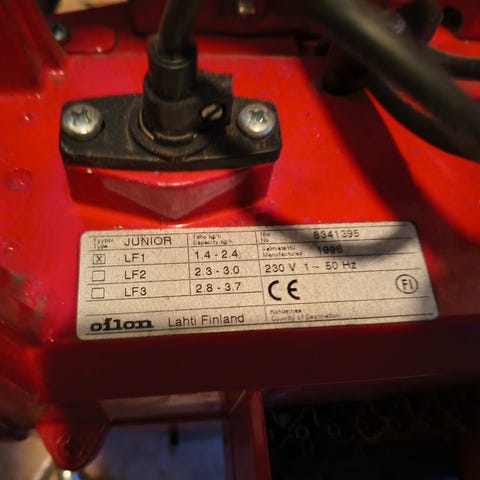 Tyyppi Type JUNIOR Teho kg/h Capacity kg/h Nro No 8341395
X LF1 1.4 - 2.4 Valmistettu Manufactured 1996
LF2 2.3 - 3.0 230 V 1 ~ 50 Hz
LF3 2.8 - 3.7 CE FI
oilon Lahti Finland Kohdemaa Country of Destination